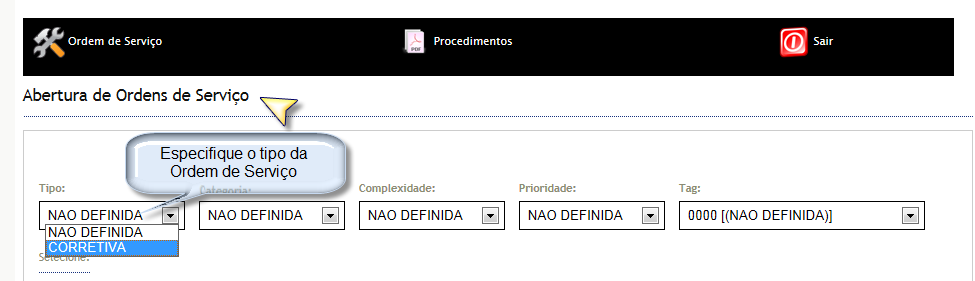 Ordem de Serviço
PDF
Procedimentos
Sair
Abertura de Ordens de Serviço
Especifique o tipo da
Ordem de Serviço
Tipo:
Categoria:
Complexidade:
Prioridade:
Tag:
NAO DEFINIDA
NAO DEFINIDA
NAO DEFINIDA
NAO DEFINIDA
0000 [(NAO DEFINIDA)]
NAO DEFINIDA
CORRETIVA
Selecione: